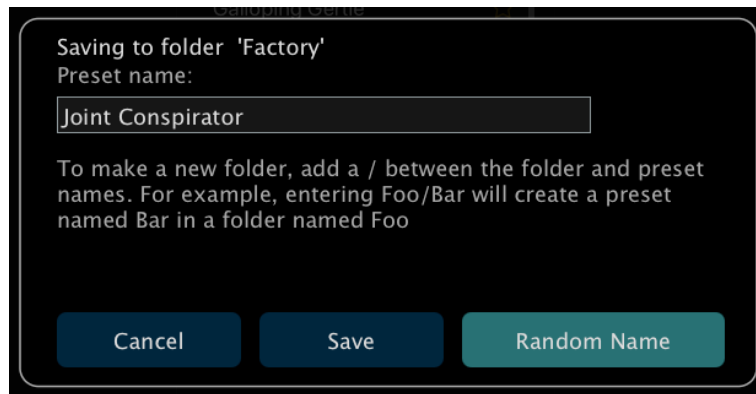 Galloping Gertie
Saving to folder 'Factory'
Preset name:
Joint Conspirator
To make a new folder, add a / between the folder and preset
names. For example, entering Foo/Bar will create a preset
named Bar in a folder named Foo
Cancel
Save
Random Name